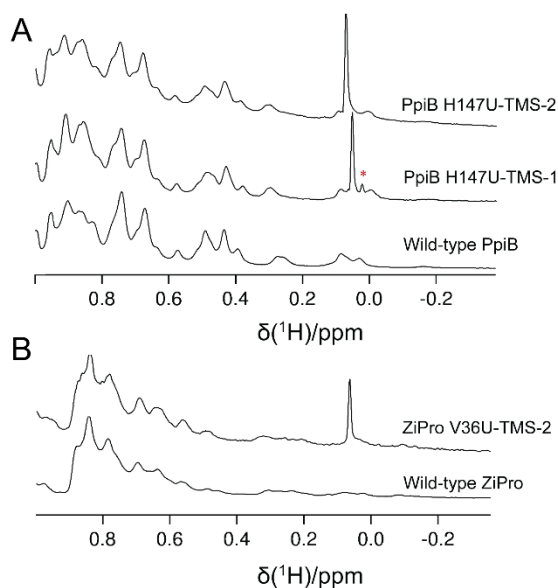 A
PpiB H147U-TMS-2
PpiB H147U-TMS-1
*
Wild-type PpiB
0.8 0.6 0.4 0.2 0.0 -0.2
δ(¹H)/ppm
B
ZiPro V36U-TMS-2
Wild-type ZiPro
0.8 0.6 0.4 0.2 0.0 -0.2
δ(¹H)/ppm